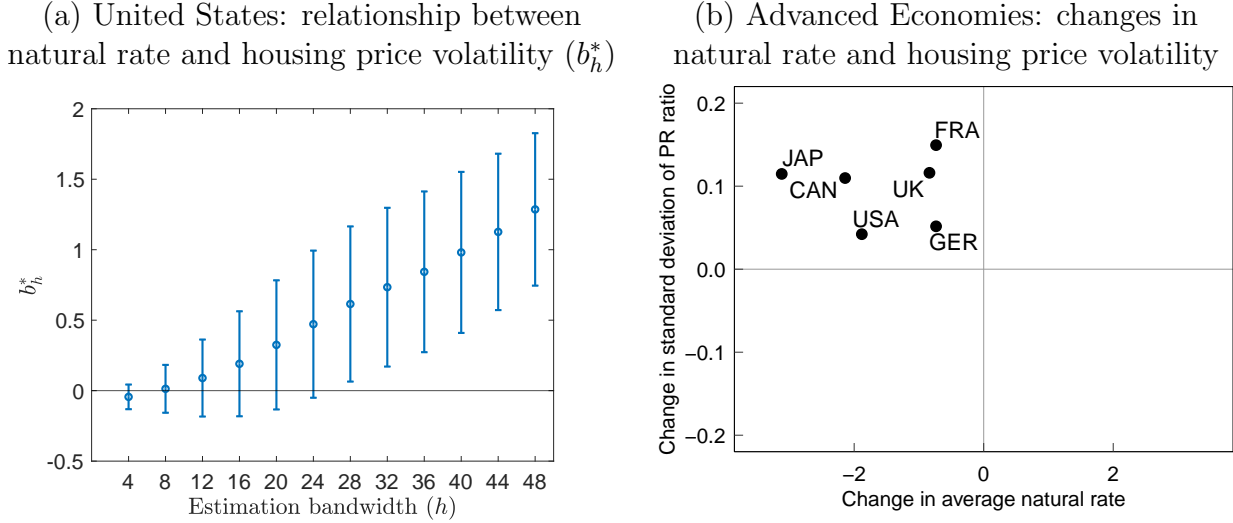 (a) United States: relationship between
natural rate and housing price volatility (b*h)
2
1.5
1
0.5
0
-0.5
b*h
4 8 12 16 20 24 28 32 36 40 44 48
Estimation bandwidth (h)
(b) Advanced Economies: changes in
natural rate and housing price volatility
Change in standard deviation of PR ratio
0.2
0.1
0.0
−0.1
−0.2
FRA
JAP
CAN
UK
USA
GER
−2 0 2
Change in average natural rate